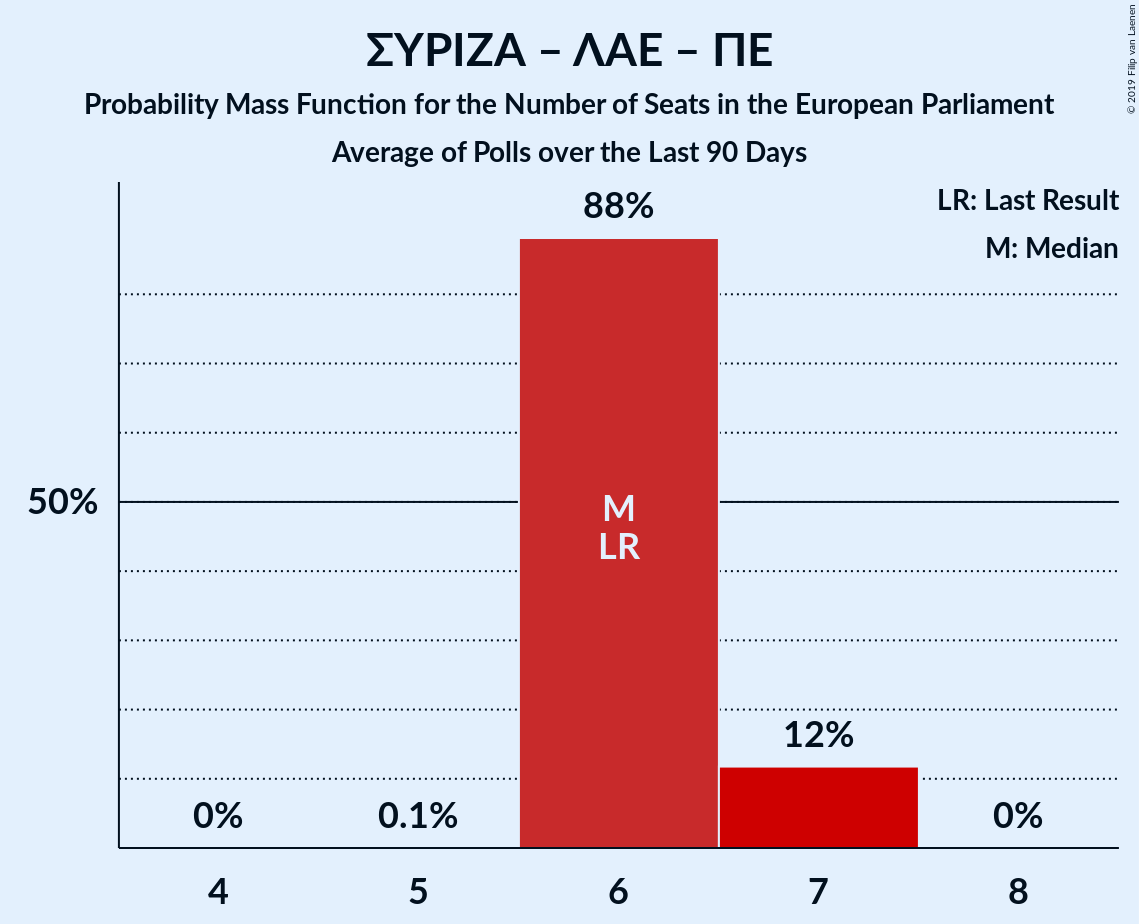 ΣΥΡΙΖΑ – ΛΑΕ – ΠΕ
Probability Mass Function for the Number of Seats in the European Parliament
Average of Polls over the Last 90 Days
© 2019 Filip van Laenen
LR: Last Result
M: Median
88%
50%
M
LR
12%
0%
0.1%
0%
4
5
6
7
8